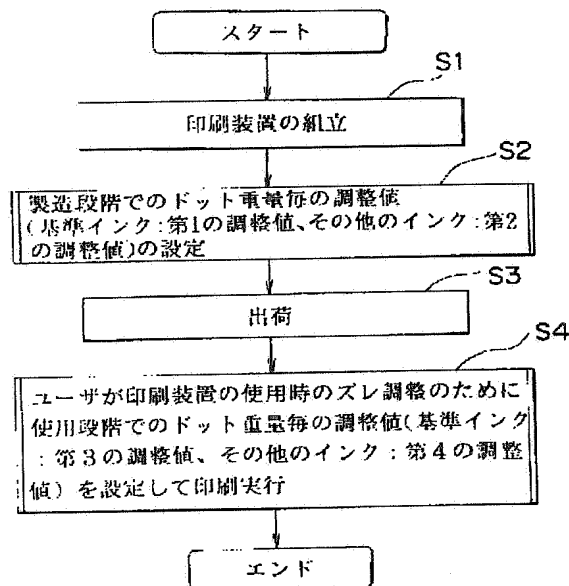 スタート
S1
印刷装置の組立
S2
製造段階でのドット重量毎の調整値
(基準インク:第1の調整値、その他のインク:第2
の調整値)の設定
S3
出荷
S4
ユーザが印刷装置の使用時のズレ調整のために
使用段階でのドット重量毎の調整値(基準インク
:第3の調整値、その他のインク:第4の調整
値)を設定して印刷実行
エンド